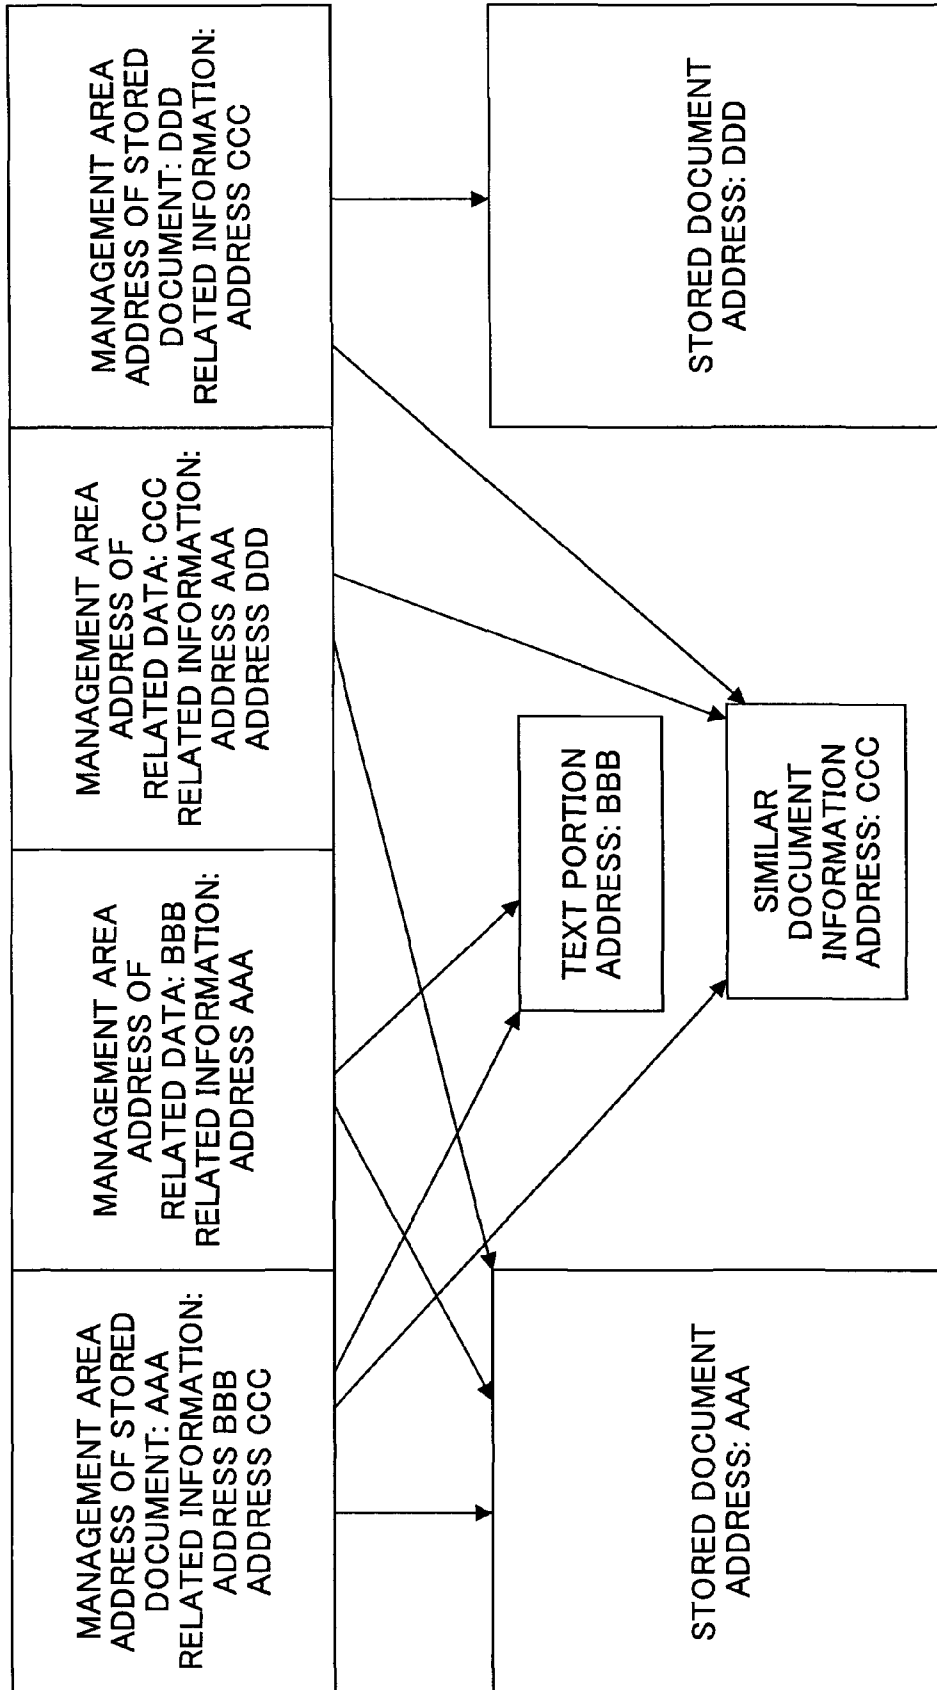 MANAGEMENT AREA
ADDRESS OF STORED
DOCUMENT: AAA
RELATED INFORMATION:
ADDRESS BBB
ADDRESS CCC
MANAGEMENT AREA
ADDRESS OF
RELATED DATA: BBB
RELATED INFORMATION:
ADDRESS AAA
MANAGEMENT AREA
ADDRESS OF
RELATED DATA: CCC
RELATED INFORMATION:
ADDRESS AAA
ADDRESS DDD
MANAGEMENT AREA
ADDRESS OF STORED
DOCUMENT: DDD
RELATED INFORMATION:
ADDRESS CCC
STORED DOCUMENT
ADDRESS: AAA
TEXT PORTION
ADDRESS: BBB
SIMILAR
DOCUMENT
INFORMATION
ADDRESS: CCC
STORED DOCUMENT
ADDRESS: DDD